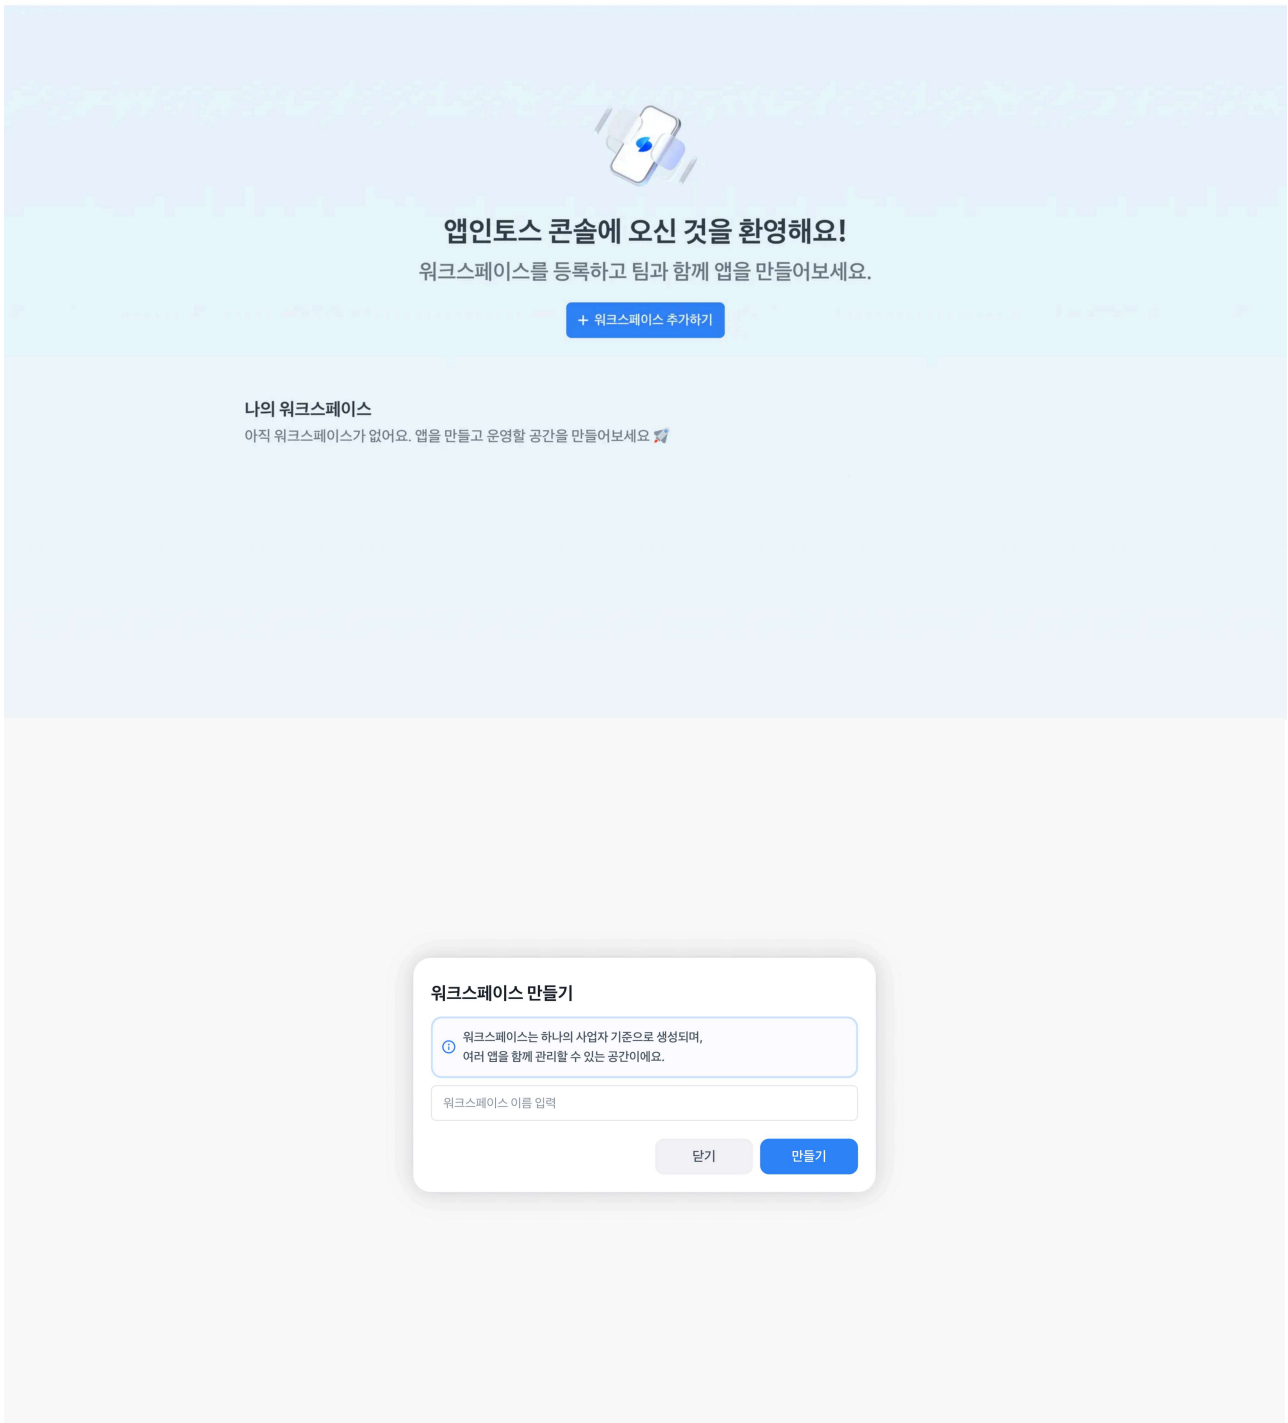 앱인토스 콘솔에 오신 것을 환영해요!
워크스페이스를 등록하고 팀과 함께 앱을 만들어보세요.
+ 워크스페이스 추가하기
나의 워크스페이스
아직 워크스페이스가 없어요. 앱을 만들고 운영할 공간을 만들어보세요 🚀
워크스페이스 만들기
워크스페이스는 하나의 사업자 기준으로 생성되며,
여러 앱을 함께 관리할 수 있는 공간이에요.
워크스페이스 이름 입력
닫기
만들기